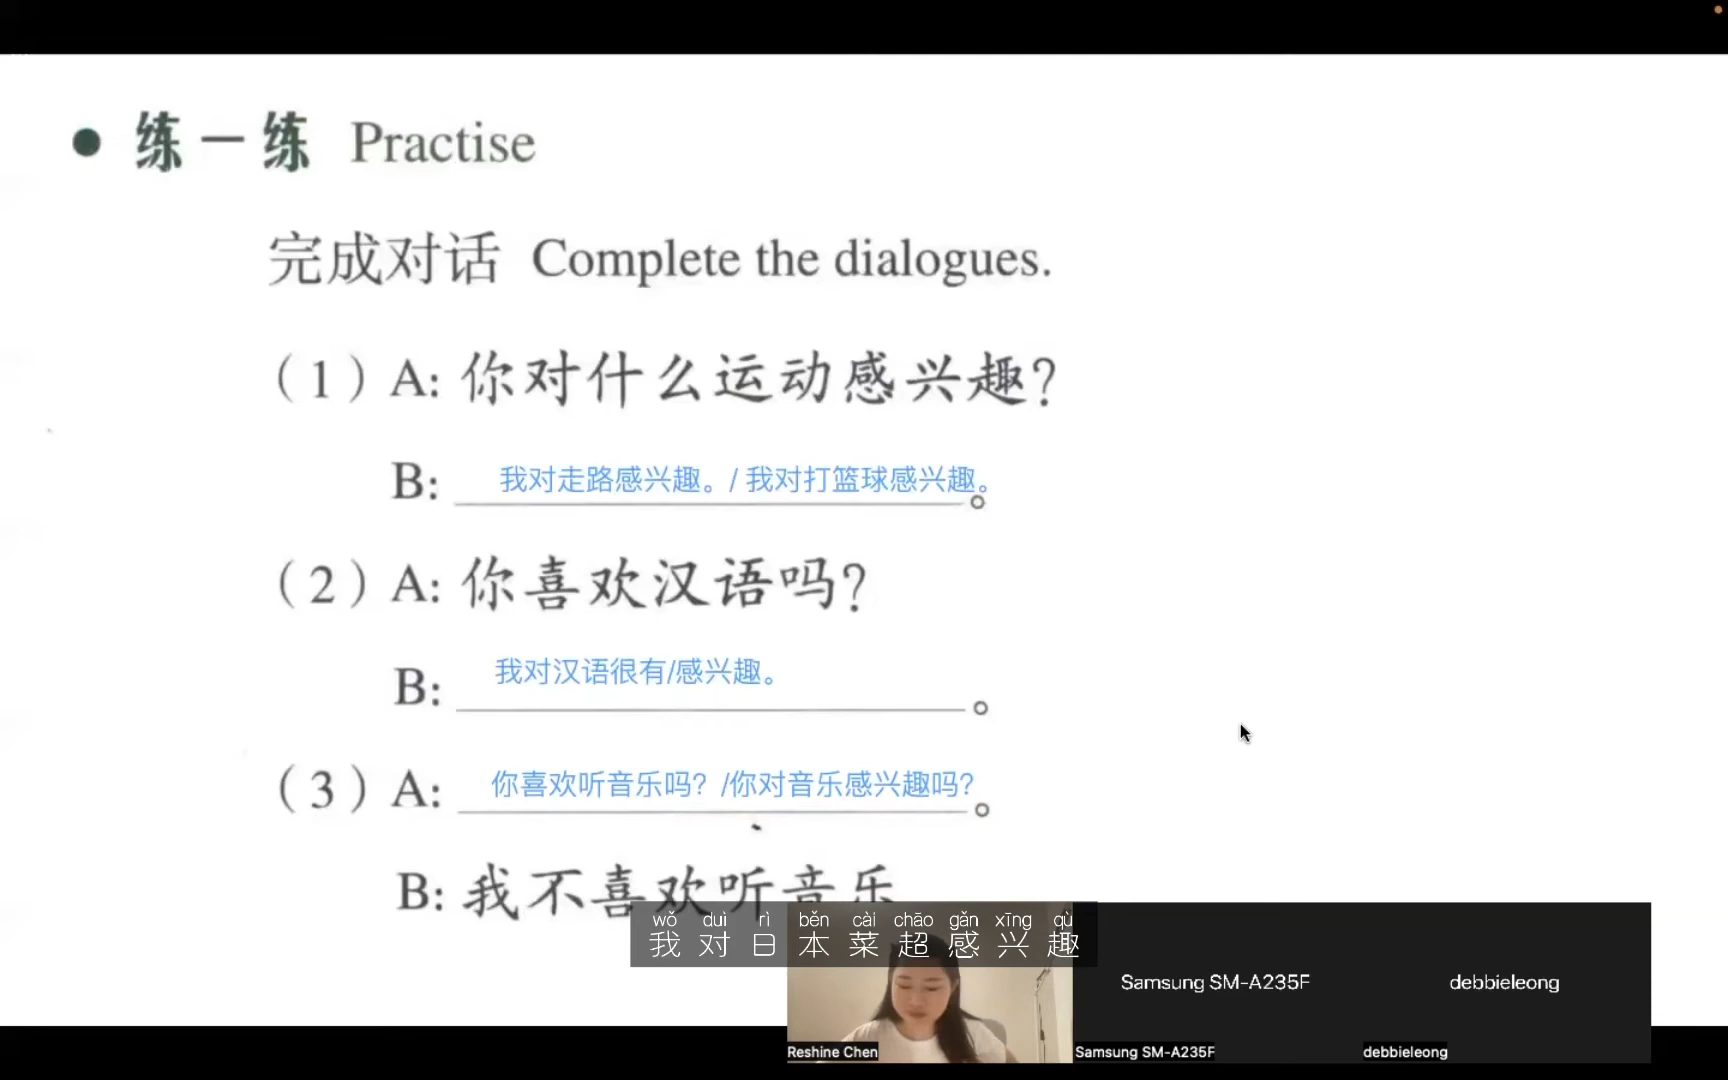 ● 练一练 Practise
完成对话 Complete the dialogues.
（1）A: 你对什么运动感兴趣?
B: 我对走路感兴趣。/ 我对打篮球感兴趣。。
（2）A: 你喜欢汉语吗?
B: 我对汉语很有/感兴趣。。
（3）A: 你喜欢听音乐吗？/你对音乐感兴趣吗?。
B: 我不喜欢听音乐
wǒ duì rì běn cài chāo gǎn xīng qù
我对日本菜超感兴趣
Samsung SM-A235F
debbieleong
Reshine Chen
Samsung SM-A235F
debbieleong